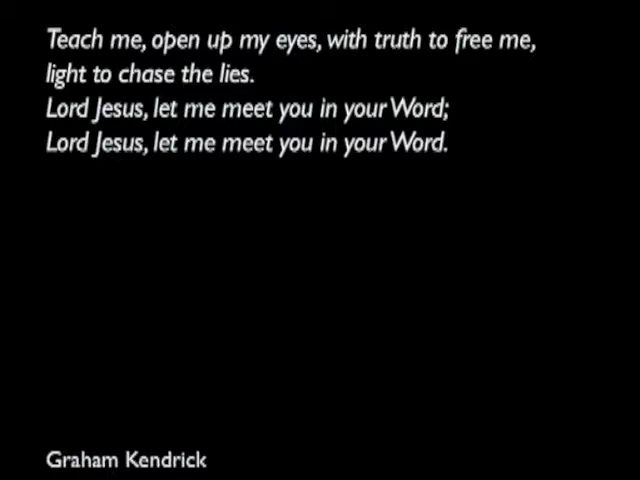 Teach me, open up my eyes, with truth to free me,
light to chase the lies.
Lord Jesus, let me meet you in your Word;
Lord Jesus, let me meet you in your Word.
Graham Kendrick